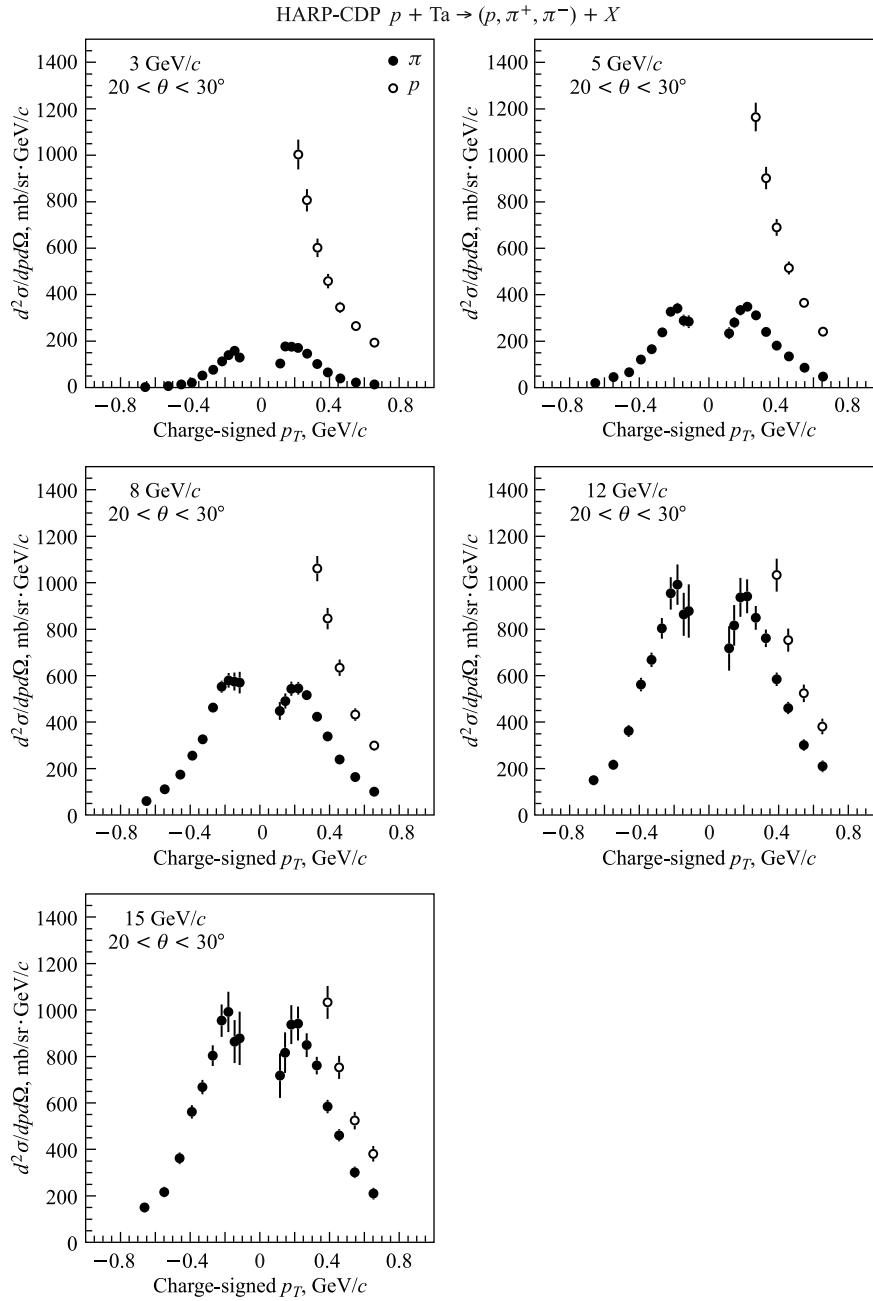 HARP-CDP p + Ta → (p, π⁺, π⁻) + X
1400
1200
1000
800
600
400
200
0
d²σ/dpdΩ, mb/sr·GeV/c
3 GeV/c
20 < θ < 30°
π
p
−0.8
−0.4
0
0.4
0.8
Charge-signed p_T, GeV/c
1400
1200
1000
800
600
400
200
0
d²σ/dpdΩ, mb/sr·GeV/c
5 GeV/c
20 < θ < 30°
−0.8
−0.4
0
0.4
0.8
Charge-signed p_T, GeV/c
1400
1200
1000
800
600
400
200
0
d²σ/dpdΩ, mb/sr·GeV/c
8 GeV/c
20 < θ < 30°
−0.8
−0.4
0
0.4
0.8
Charge-signed p_T, GeV/c
1400
1200
1000
800
600
400
200
0
d²σ/dpdΩ, mb/sr·GeV/c
12 GeV/c
20 < θ < 30°
−0.8
−0.4
0
0.4
0.8
Charge-signed p_T, GeV/c
1400
1200
1000
800
600
400
200
0
d²σ/dpdΩ, mb/sr·GeV/c
15 GeV/c
20 < θ < 30°
−0.8
−0.4
0
0.4
0.8
Charge-signed p_T, GeV/c